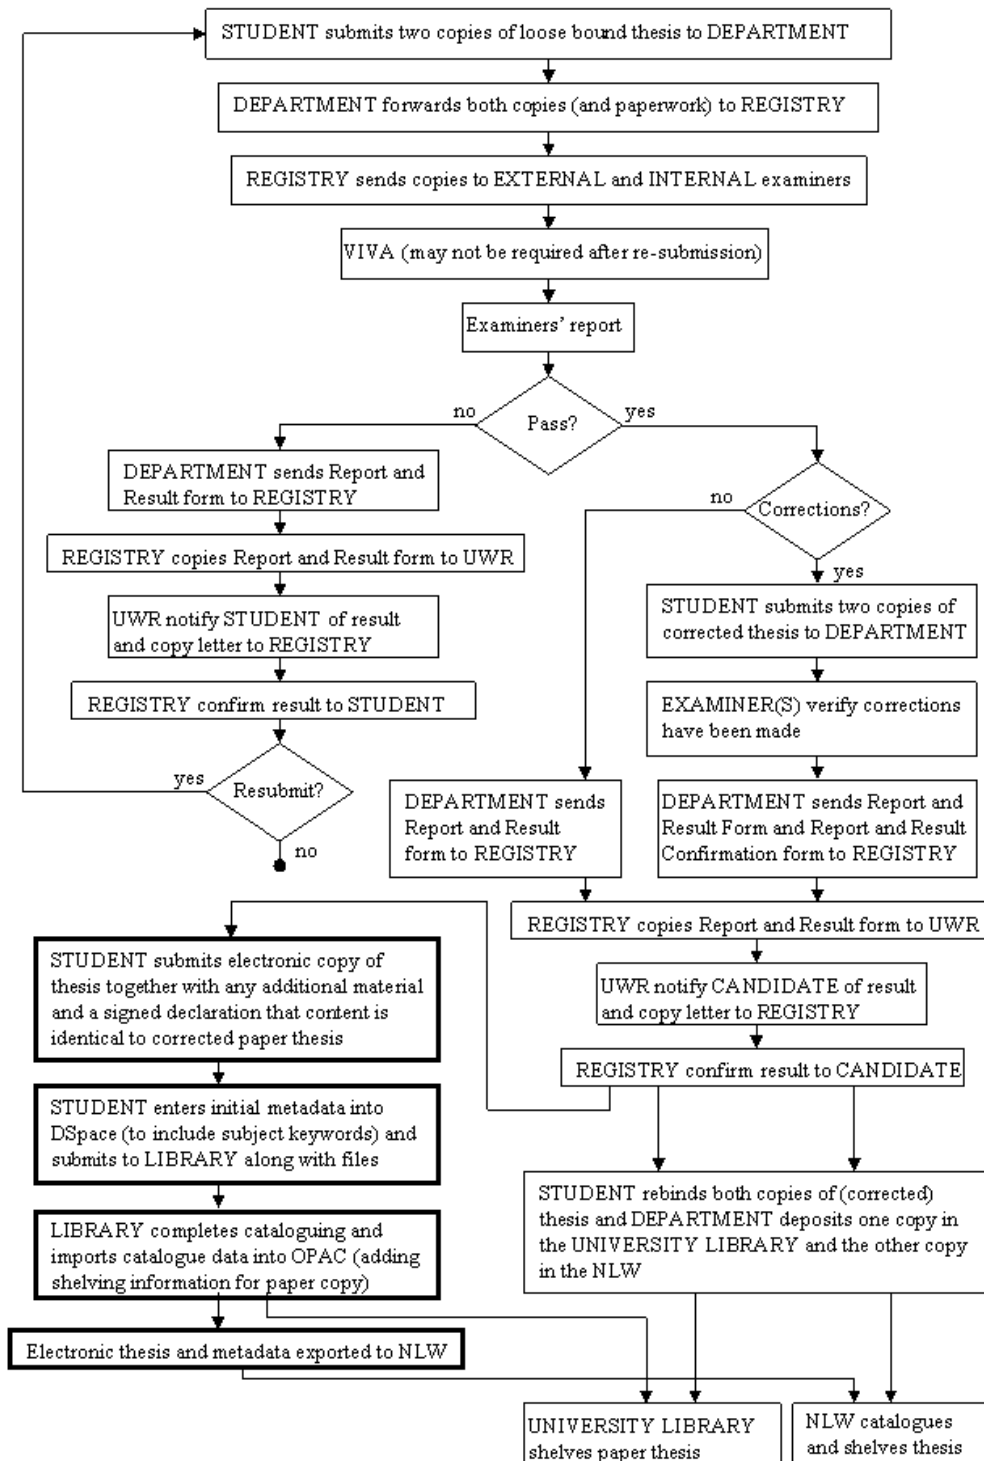 STUDENT submits two copies of loose bound thesis to DEPARTMENT
DEPARTMENT forwards both copies (and paperwork) to REGISTRY
REGISTRY sends copies to EXTERNAL and INTERNAL examiners
VIVA (may not be required after re-submission)
Examiners' report
Pass?
no
yes
DEPARTMENT sends Report and
Result form to REGISTRY
REGISTRY copies Report and Result form to UWR
UWR notify STUDENT of result
and copy letter to REGISTRY
REGISTRY confirm result to STUDENT
Resubmit?
yes
no
Corrections?
no
yes
STUDENT submits two copies of
corrected thesis to DEPARTMENT
EXAMINER(S) verify corrections
have been made
DEPARTMENT sends
Report and Result
form to REGISTRY
DEPARTMENT sends Report and
Result Form and Report and Result
Confirmation form to REGISTRY
REGISTRY copies Report and Result form to UWR
UWR notify CANDIDATE of result
and copy letter to REGISTRY
REGISTRY confirm result to CANDIDATE
STUDENT submits electronic copy of
thesis together with any additional material
and a signed declaration that content is
identical to corrected paper thesis
STUDENT enters initial metadata into
DSpace (to include subject keywords) and
submits to LIBRARY along with files
LIBRARY completes cataloguing and
imports catalogue data into OPAC (adding
shelving information for paper copy)
Electronic thesis and metadata exported to NLW
STUDENT rebinds both copies of (corrected)
thesis and DEPARTMENT deposits one copy in
the UNIVERSITY LIBRARY and the other copy
in the NLW
UNIVERSITY LIBRARY
shelves paper thesis
NLW catalogues
and shelves thesis